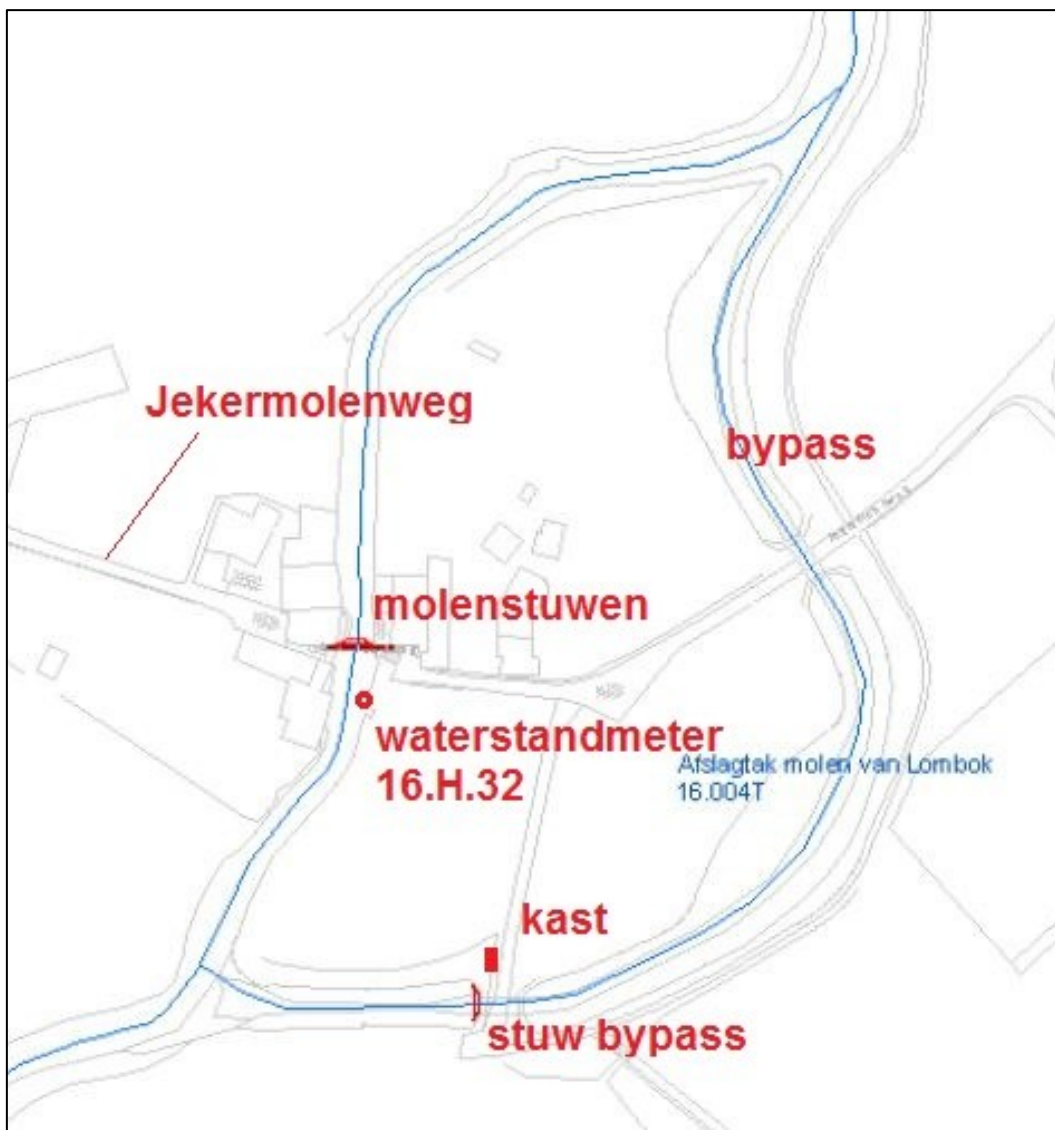 Jekermolenweg
bypass
molenstuwen
waterstandmeter
16.H.32
Afslagtak molen van Lombok
16.004T
kast
stuw bypass